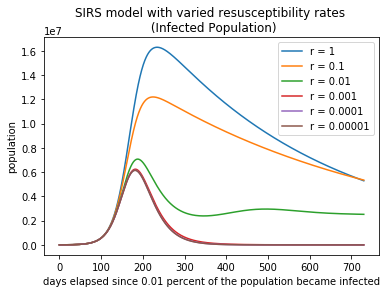 SIRS model with varied resusceptibility rates
(Infected Population)
1e7
1.6
1.4
1.2
1.0
0.8
0.6
0.4
0.2
0.0
population
r = 1
r = 0.1
r = 0.01
r = 0.001
r = 0.0001
r = 0.00001
0 100 200 300 400 500 600 700
days elapsed since 0.01 percent of the population became infected